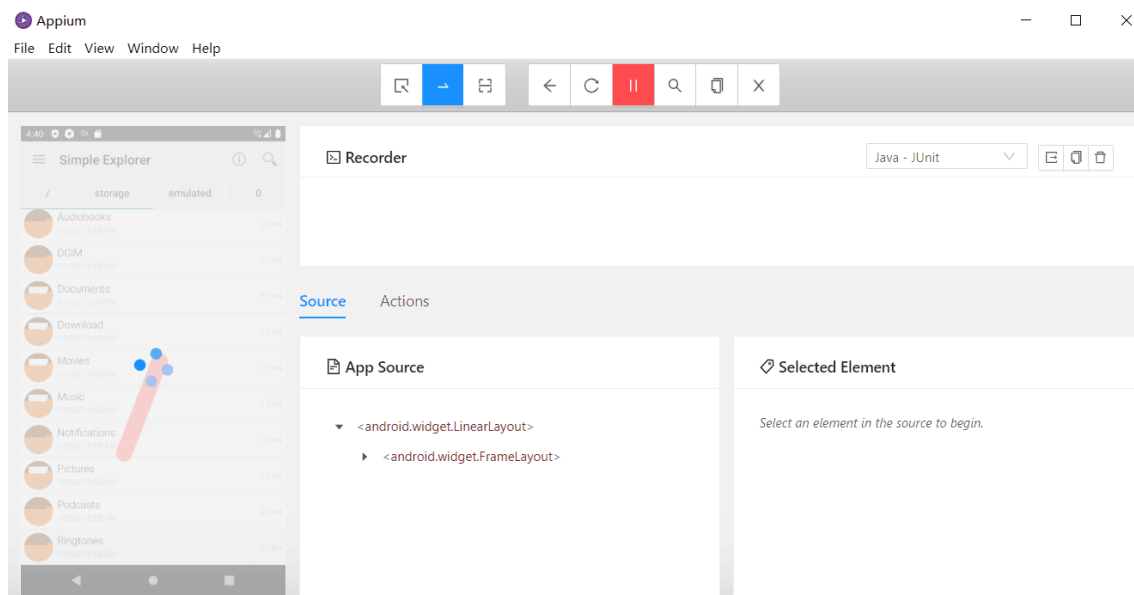 Appium
File Edit View Window Help
4:40
Simple Explorer
/ storage emulated 0
Recorder
Java - JUnit
Audiobooks
DCIM
Documents
Download
Movies
Music
Notifications
Pictures
Podcasts
Ringtones
Source Actions
App Source
<android.widget.LinearLayout>
<android.widget.FrameLayout>
Selected Element
Select an element in the source to begin.